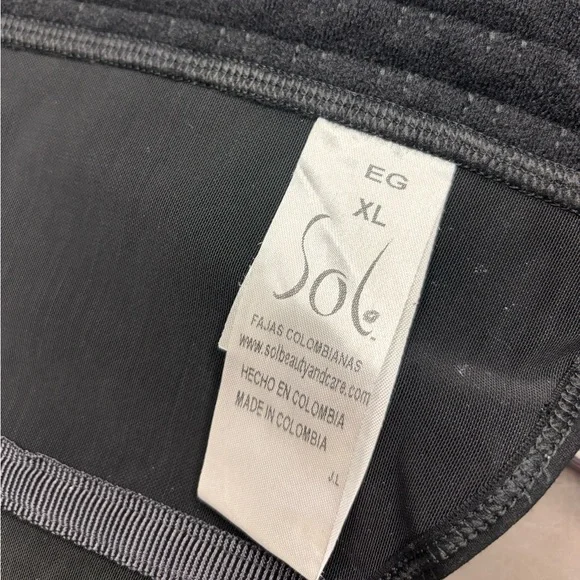 EG
XL
Sol
FAJAS COLOMBIANAS
www.solbeautyandcare.com
HECHO EN COLOMBIA
MADE IN COLOMBIA
J.L